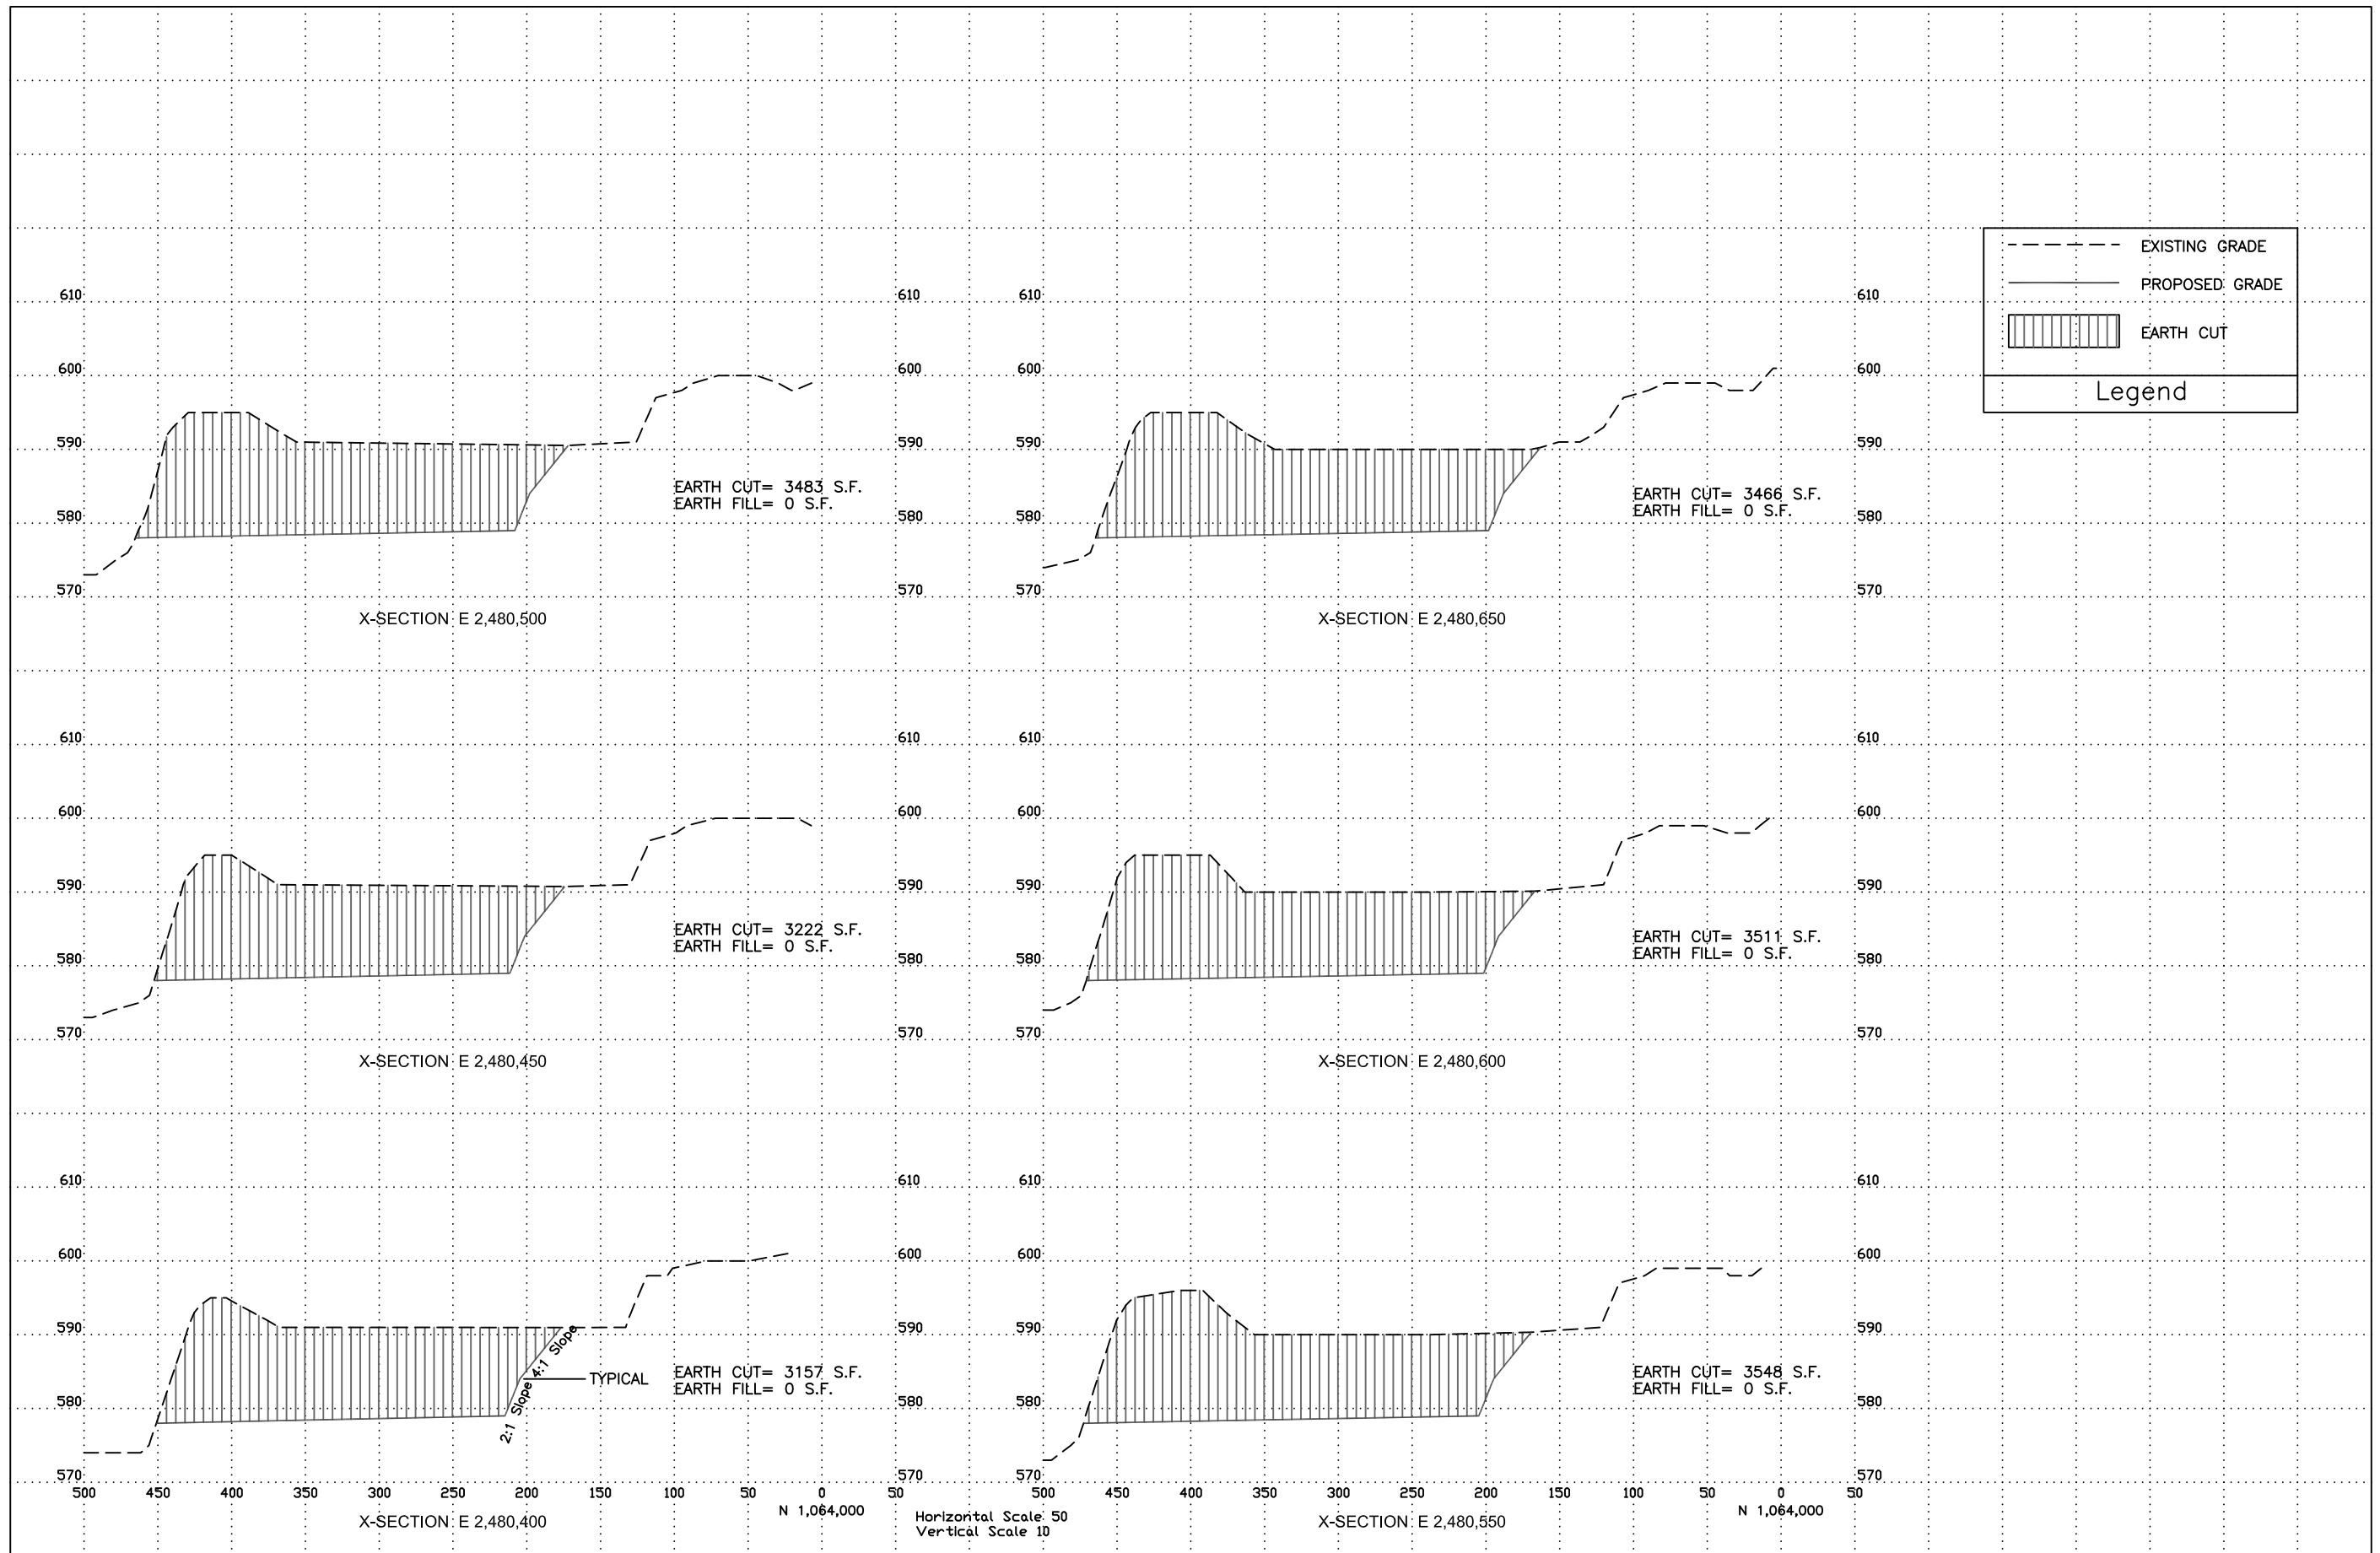 610 610
600 600
590 590
EARTH CUT= 3483 S.F.
EARTH FILL= 0 S.F.
580 580
570 570
X-SECTION: E 2,480,500
610 610
600 600
590 590
EARTH CUT= 3466 S.F.
EARTH FILL= 0 S.F.
580 580
570 570
X-SECTION: E 2,480,650
EXISTING GRADE
PROPOSED GRADE
EARTH CUT
Legend
610 610
600 600
590 590
EARTH CUT= 3222 S.F.
EARTH FILL= 0 S.F.
580 580
570 570
X-SECTION: E 2,480,450
610 610
600 600
590 590
EARTH CUT= 3511 S.F.
EARTH FILL= 0 S.F.
580 580
570 570
X-SECTION: E 2,480,600
610 610
600 600
590 590
2:1 Slope 4:1 Slope
TYPICAL
EARTH CUT= 3157 S.F.
EARTH FILL= 0 S.F.
580 580
570 570
500 450 400 350 300 250 200 150 100 50 0 50
N 1,064,000
X-SECTION: E 2,480,400
Horizontal Scale 50
Vertical Scale 10
610 610
600 600
590 590
EARTH CUT= 3548 S.F.
EARTH FILL= 0 S.F.
580 580
570 570
500 450 400 350 300 250 200 150 100 50 0 50
N 1,064,000
X-SECTION: E 2,480,550